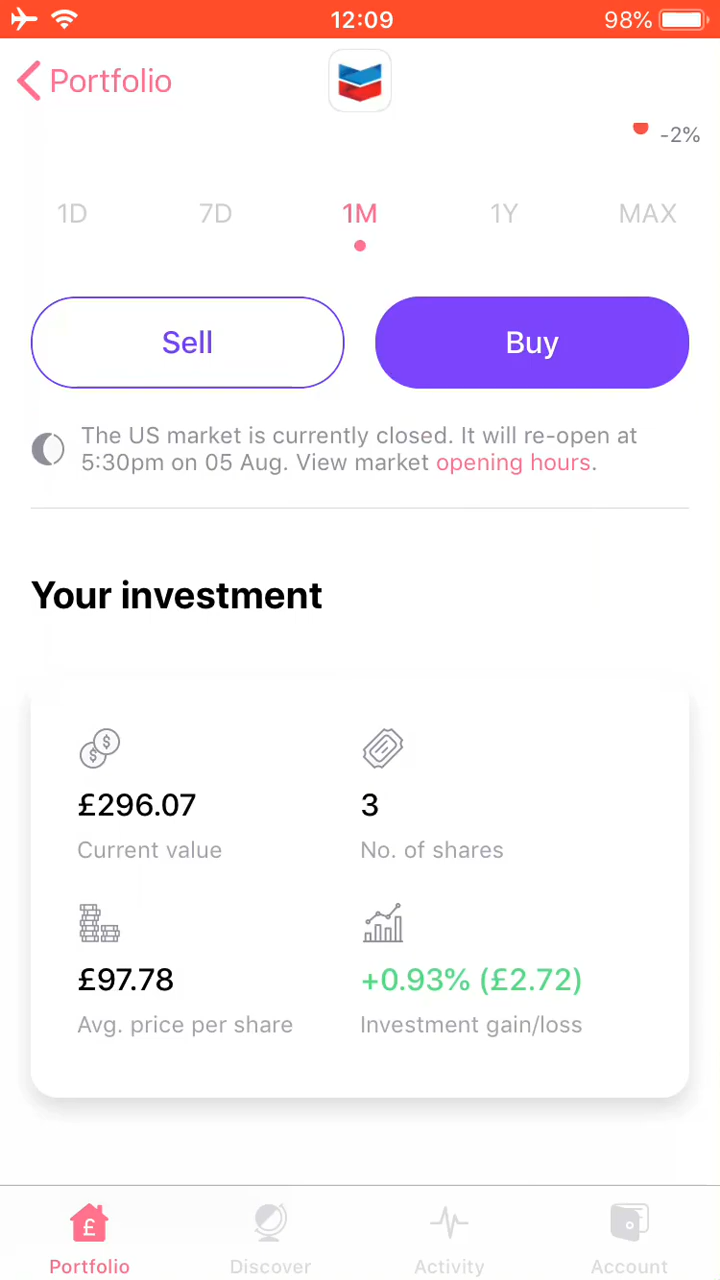 12:09
98%
Portfolio
-2%
1D 7D 1M 1Y MAX
Sell Buy
The US market is currently closed. It will re-open at
5:30pm on 05 Aug. View market opening hours.
Your investment
£296.07 3
Current value No. of shares
£97.78 +0.93% (£2.72)
Avg. price per share Investment gain/loss
Portfolio Discover Activity Account